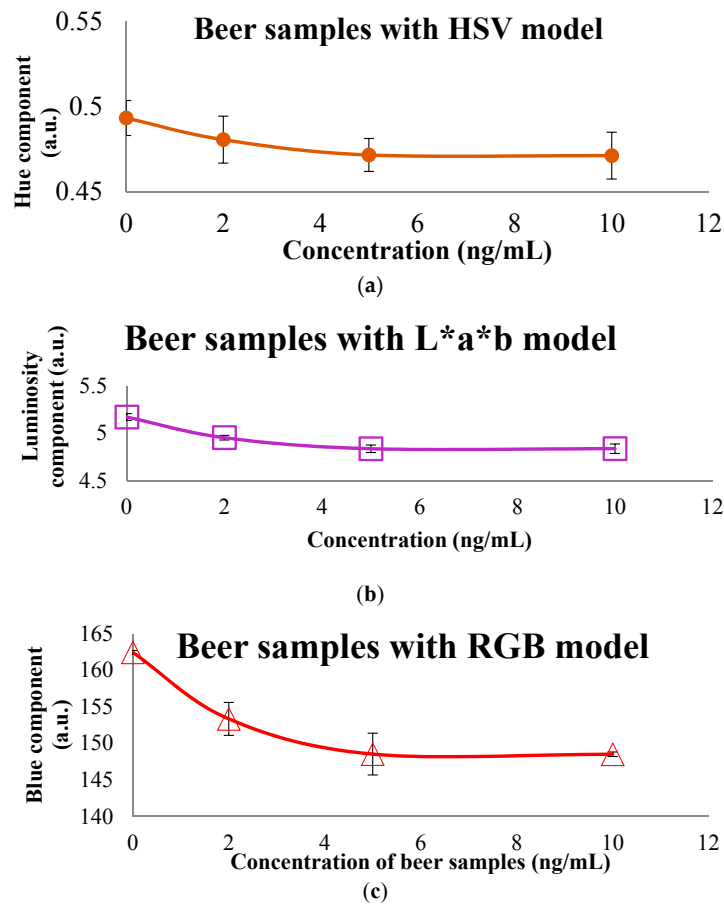 Beer samples with HSV model
0.55
0.5
0.45
Hue component
(a.u.)
0 2 4 6 8 10 12
Concentration (ng/mL)
(a)
Beer samples with L*a*b model
5.5
5
4.5
Luminosity
component (a.u.)
0 2 4 6 8 10 12
Concentration (ng/mL)
(b)
Beer samples with RGB model
165
160
155
150
145
140
Blue component
(a.u.)
0 2 4 6 8 10 12
Concentration of beer samples (ng/mL)
(c)